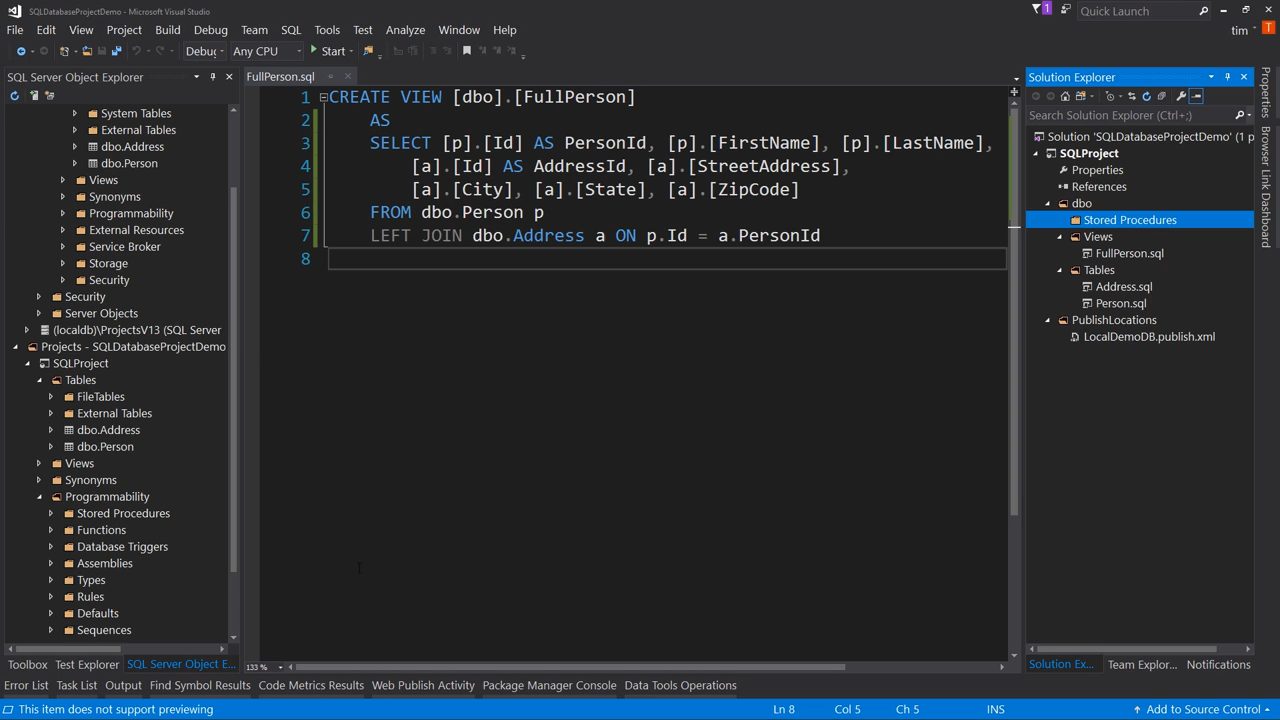 SQLDatabaseProjectDemo - Microsoft Visual Studio
1
Quick Launch
File Edit View Project Build Debug Team SQL Tools Test Analyze Window Help
tim
T
Debug Any CPU Start
SQL Server Object Explorer
System Tables
External Tables
dbo.Address
dbo.Person
Views
Synonyms
Programmability
External Resources
Service Broker
Storage
Security
Security
Server Objects
(localdb)\ProjectsV13 (SQL Server
Projects - SQLDatabaseProjectDemo
SQLProject
Tables
FileTables
External Tables
dbo.Address
dbo.Person
Views
Synonyms
Programmability
Stored Procedures
Functions
Database Triggers
Assemblies
Types
Rules
Defaults
Sequences
Toolbox Test Explorer SQL Server Object E...
FullPerson.sql
1 CREATE VIEW [dbo].[FullPerson]
2 AS
3 SELECT [p].[Id] AS PersonId, [p].[FirstName], [p].[LastName],
4 [a].[Id] AS AddressId, [a].[StreetAddress],
5 [a].[City], [a].[State], [a].[ZipCode]
6 FROM dbo.Person p
7 LEFT JOIN dbo.Address a ON p.Id = a.PersonId
8
133 %
Solution Explorer
Search Solution Explorer (Ctrl+;)
Solution 'SQLDatabaseProjectDemo' (1 p
SQLProject
Properties
References
dbo
Stored Procedures
Views
FullPerson.sql
Tables
Address.sql
Person.sql
PublishLocations
LocalDemoDB.publish.xml
Solution Ex... Team Explor... Notifications
Properties
Browser Link Dashboard
Error List Task List Output Find Symbol Results Code Metrics Results Web Publish Activity Package Manager Console Data Tools Operations
This item does not support previewing Ln 8 Col 5 Ch 5 INS Add to Source Control